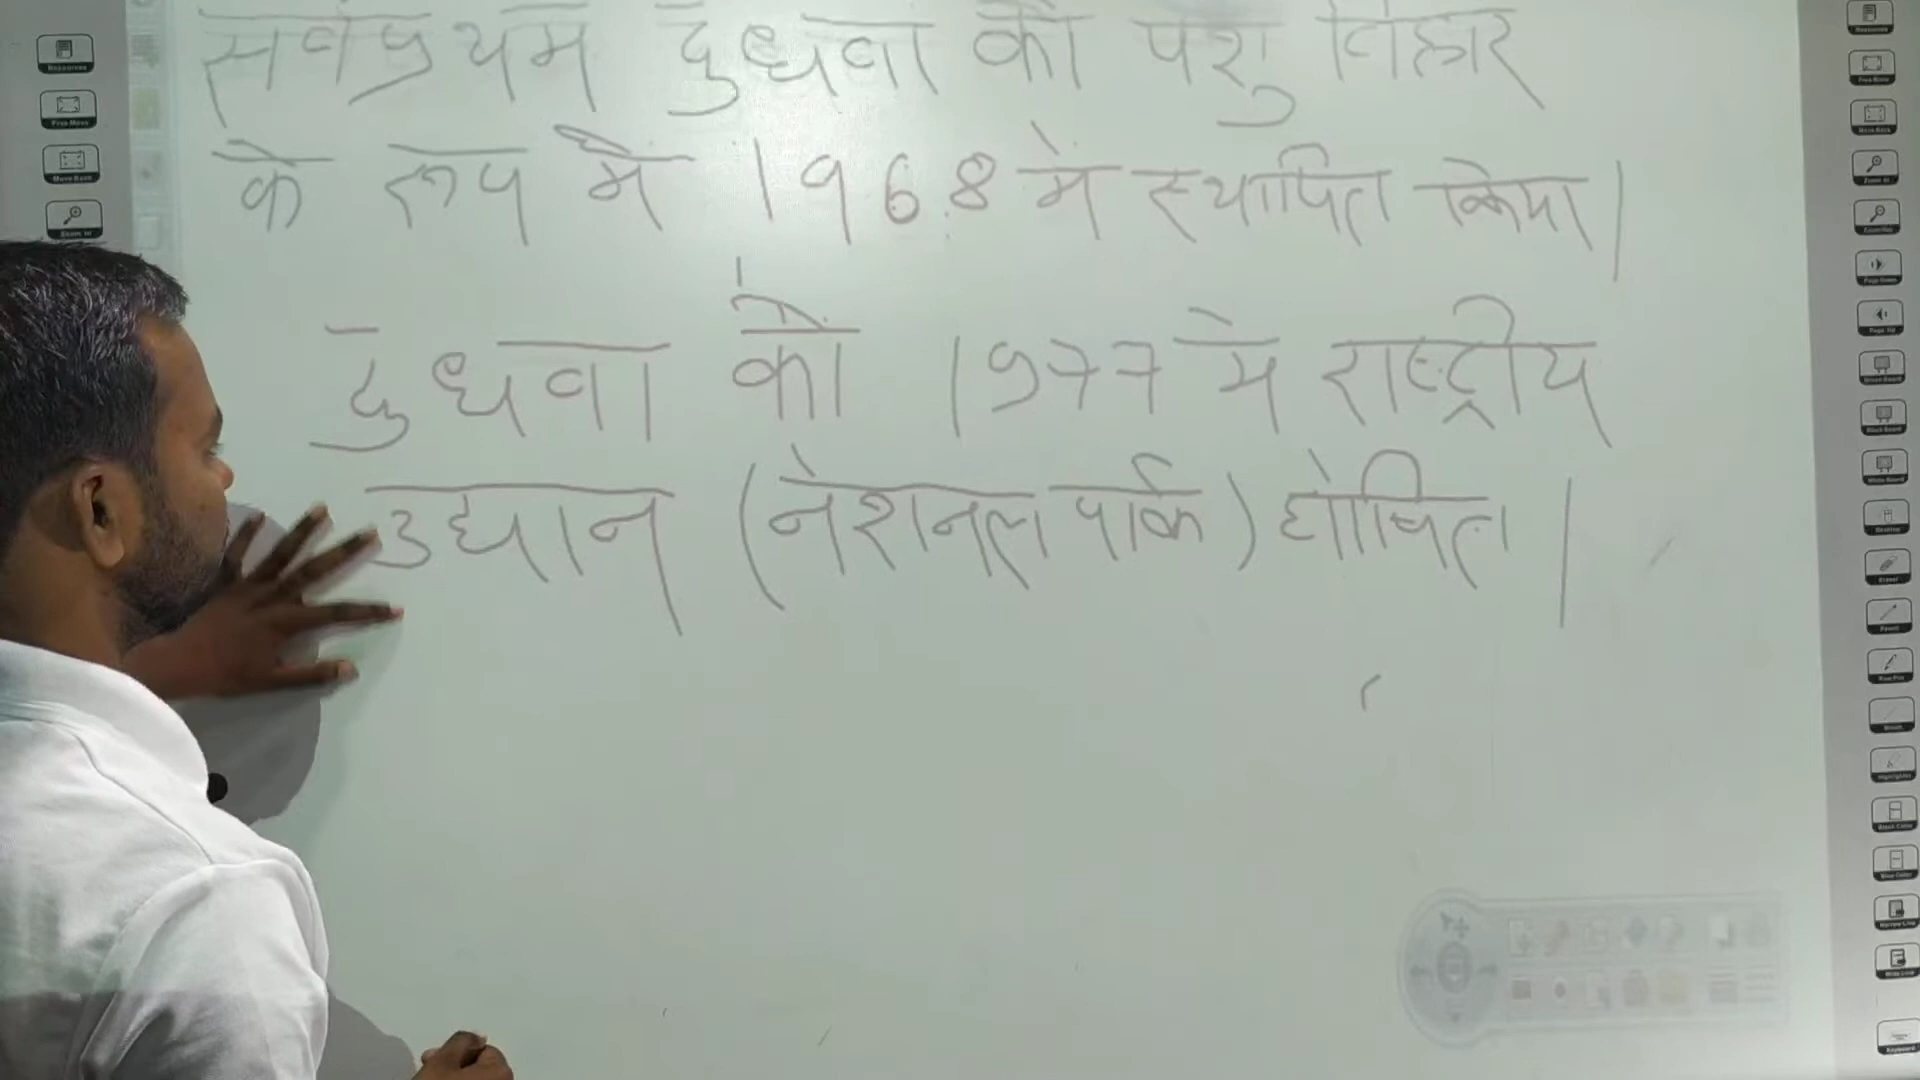 सर्वप्रथम दुधवा को पशु विहार
के रूप में 1968 मे स्थापित किया।
दुधवा को 1977 मे राष्ट्रीय
उद्यान (नेशनल पार्क) घोषित।